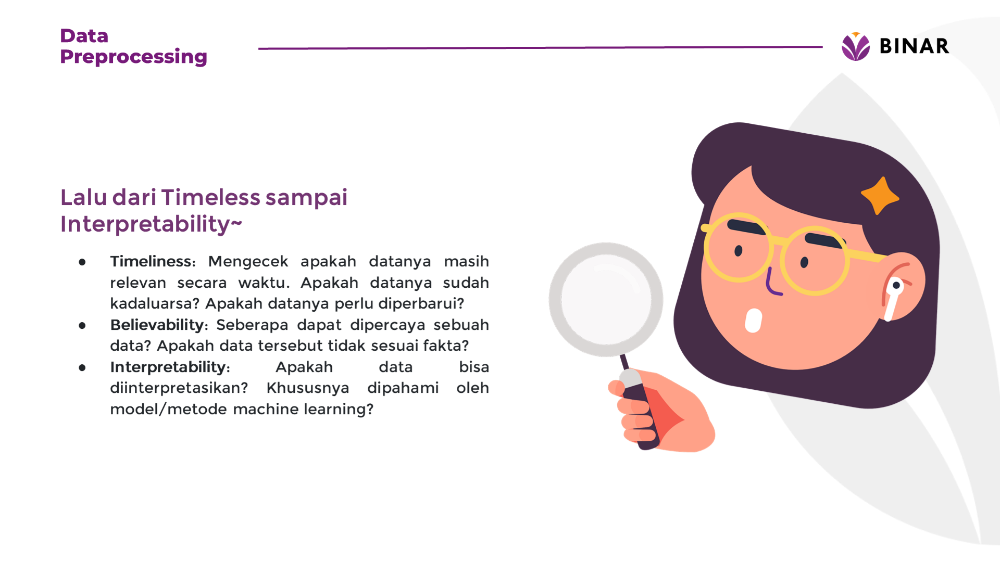 Data
Preprocessing
BINAR
Lalu dari Timeless sampai
Interpretability~
● Timeliness: Mengecek apakah datanya masih
relevan secara waktu. Apakah datanya sudah
kadaluarsa? Apakah datanya perlu diperbarui?
● Believability: Seberapa dapat dipercaya sebuah
data? Apakah data tersebut tidak sesuai fakta?
● Interpretability: Apakah data bisa
diinterpretasikan? Khususnya dipahami oleh
model/metode machine learning?